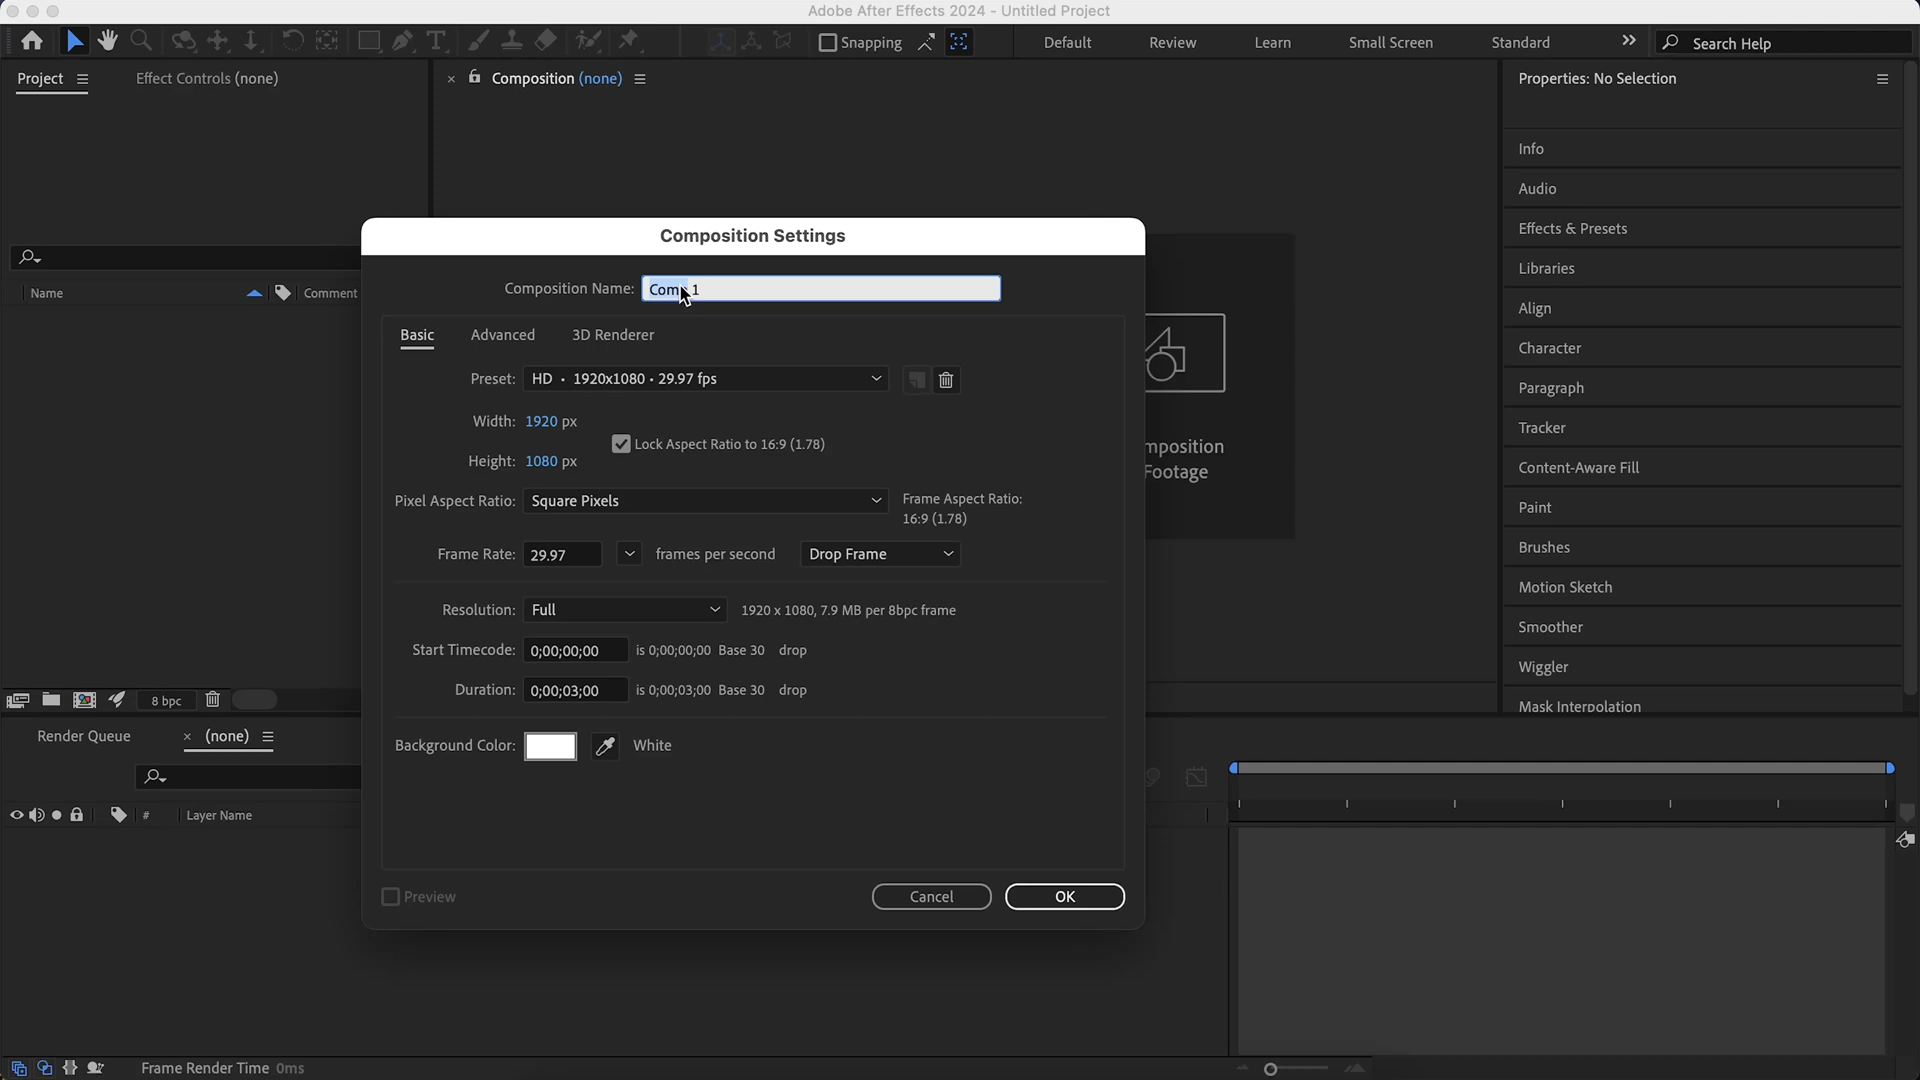 Adobe After Effects 2024 - Untitled Project
Snapping
Default
Review
Learn
Small Screen
Standard
Search Help
Project
Effect Controls (none)
Composition (none)
Properties: No Selection
Info
Audio
Effects & Presets
Libraries
Align
Character
Paragraph
Tracker
Content-Aware Fill
Paint
Brushes
Motion Sketch
Smoother
Wiggler
Mask Interpolation
Name
Comment
mposition
Footage
Composition Settings
Composition Name: Comp 1
Basic
Advanced
3D Renderer
Preset: HD • 1920x1080 • 29.97 fps
Width: 1920 px
Lock Aspect Ratio to 16:9 (1.78)
Height: 1080 px
Pixel Aspect Ratio: Square Pixels
Frame Aspect Ratio:
16:9 (1.78)
Frame Rate: 29.97 frames per second Drop Frame
Resolution: Full 1920 x 1080, 7.9 MB per 8bpc frame
Start Timecode: 0;00;00;00 is 0;00;00;00 Base 30 drop
Duration: 0;00;03;00 is 0;00;03;00 Base 30 drop
Background Color: White
Preview
Cancel
OK
8 bpc
Render Queue
(none)
# Layer Name
Frame Render Time 0ms